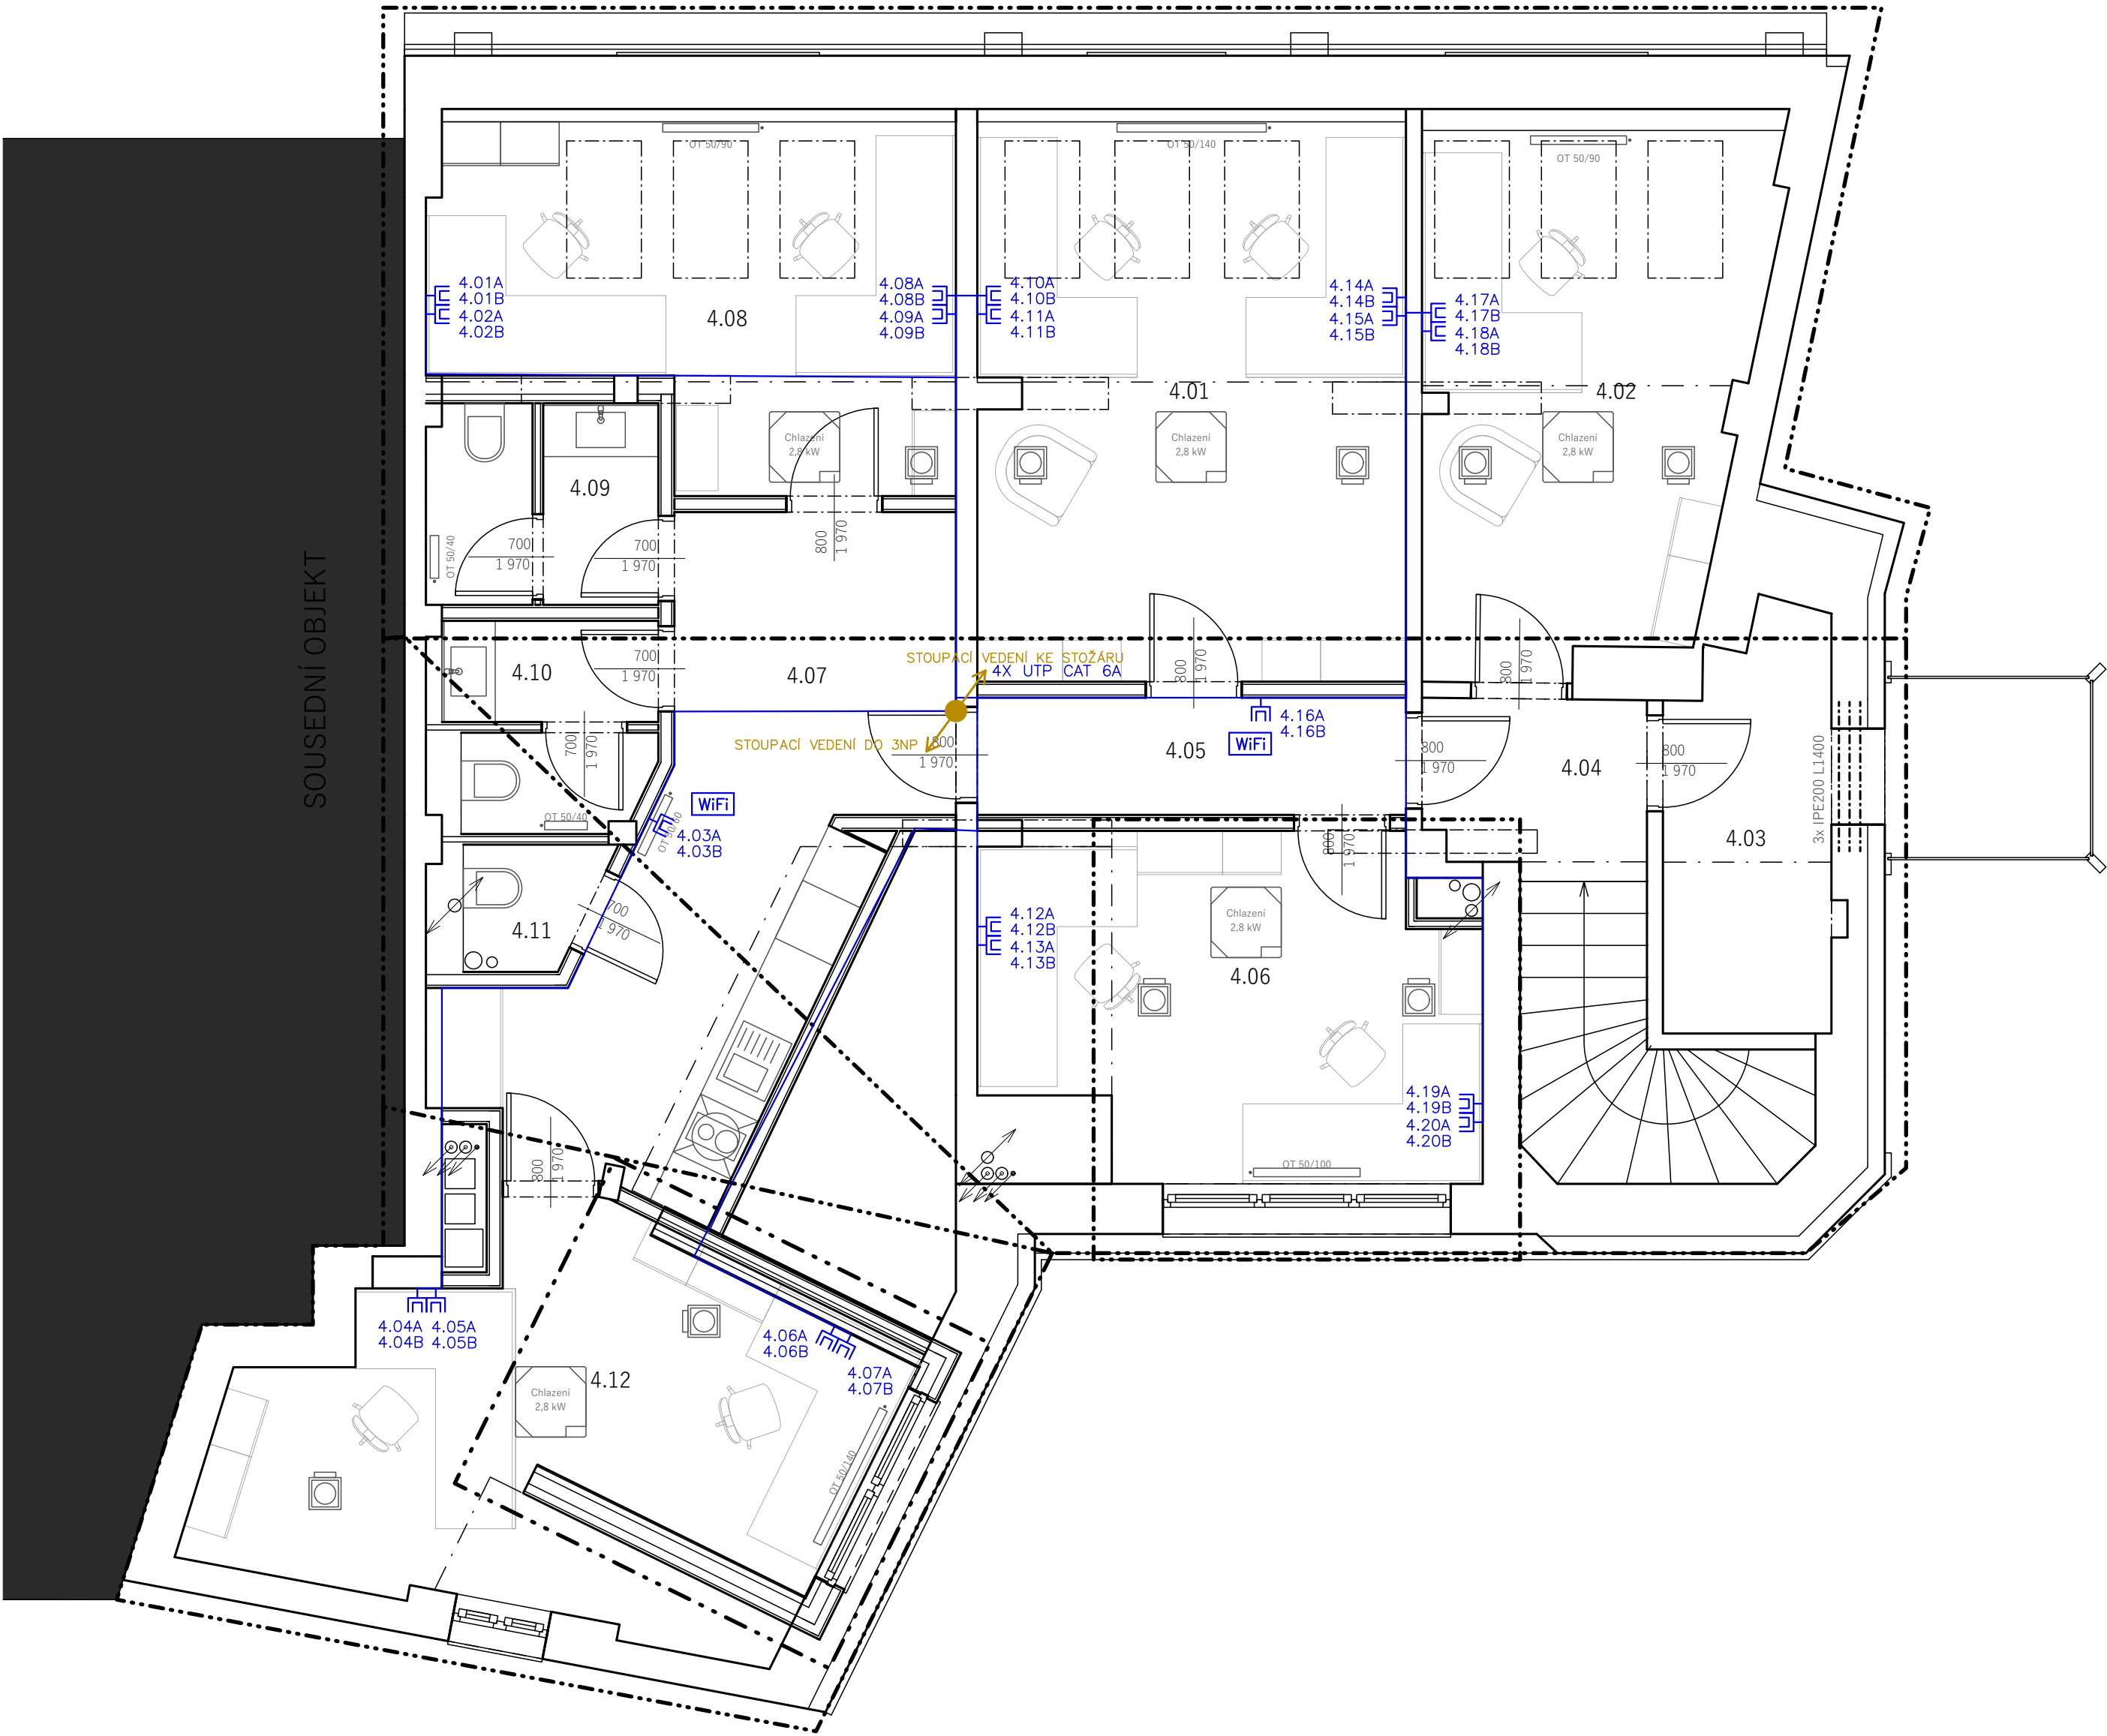 OT 50/90
OT 50/140
OT 50/90
4.01A
4.01B
4.02A
4.02B
4.08
4.08A
4.08B
4.09A
4.09B
4.10A
4.10B
4.11A
4.11B
4.14A
4.14B
4.15A
4.15B
4.17A
4.17B
4.18A
4.18B
4.01
4.02
Chlazení
2,8 kW
Chlazení
2,8 kW
Chlazení
2,8 kW
4.09
OT 50/40
700
1 970
700
1 970
800
1 970
SOUSEDNÍ OBJEKT
4.10
700
1 970
4.07
STOUPACÍ VEDENÍ KE STOŽÁRU
4X UTP CAT 6A
800
1 970
800
1 970
STOUPACÍ VEDENÍ DO 3NP
800
1 970
700
1 970
4.16A
4.16B
WiFi
4.05
800
1 970
4.04
800
1 970
3x IPE200 L1400
4.03
OT 50/40
WiFi
OT 50/60
4.03A
4.03B
800
1 970
4.11
700
1 970
4.12A
4.12B
4.13A
4.13B
Chlazení
2,8 kW
4.06
4.19A
4.19B
4.20A
4.20B
OT 50/100
800
1 970
4.04A 4.05A
4.04B 4.05B
4.06A
4.06B
4.07A
4.07B
Chlazení
2,8 kW
4.12
OT 50/140